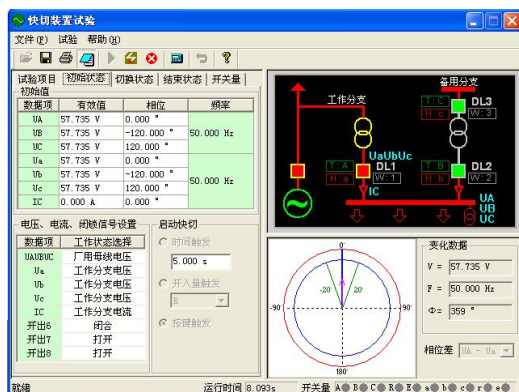 快切装置试验
文件(F) 试验 帮助(H)
试验项目 初始状态 切换状态 结束状态 开关量
初始值
数据项 有效值 相位 频率
UA 57.735 V 0.000 °
UB 57.735 V -120.000 ° 50.000 Hz
UC 57.735 V 120.000 °
Ua 57.735 V 0.000 °
Ub 57.735 V -120.000 ° 50.000 Hz
Uc 57.735 V 120.000 °
IC 0.000 A 0.000 °
电压、电流、闭锁信号设置
数据项 工作状态选择
UAUBUC 厂用母线电压
Ua 工作分支电压
Ub 工作分支电压
Uc 工作分支电压
IC 工作分支电流
开出6 闭合
开出7 打开
开出8 打开
启动快切
时间触发
5.000 s
开入量触发
R
按键触发
备用分支
工作分支
T:C DL3
H:c W:3
UaUbUc
T:A DL1
H:a W:1
IC
T:B DL2
H:b W:2
UA
UB
UC
0°
-20° 20°
-90° 90°
180°
变化数据
V = 57.735 V
F = 50.000 Hz
Φ= 359 °
相位差 UA - Ua
就绪 运行时间 8.093s 开关量 A B C R E a b c r e